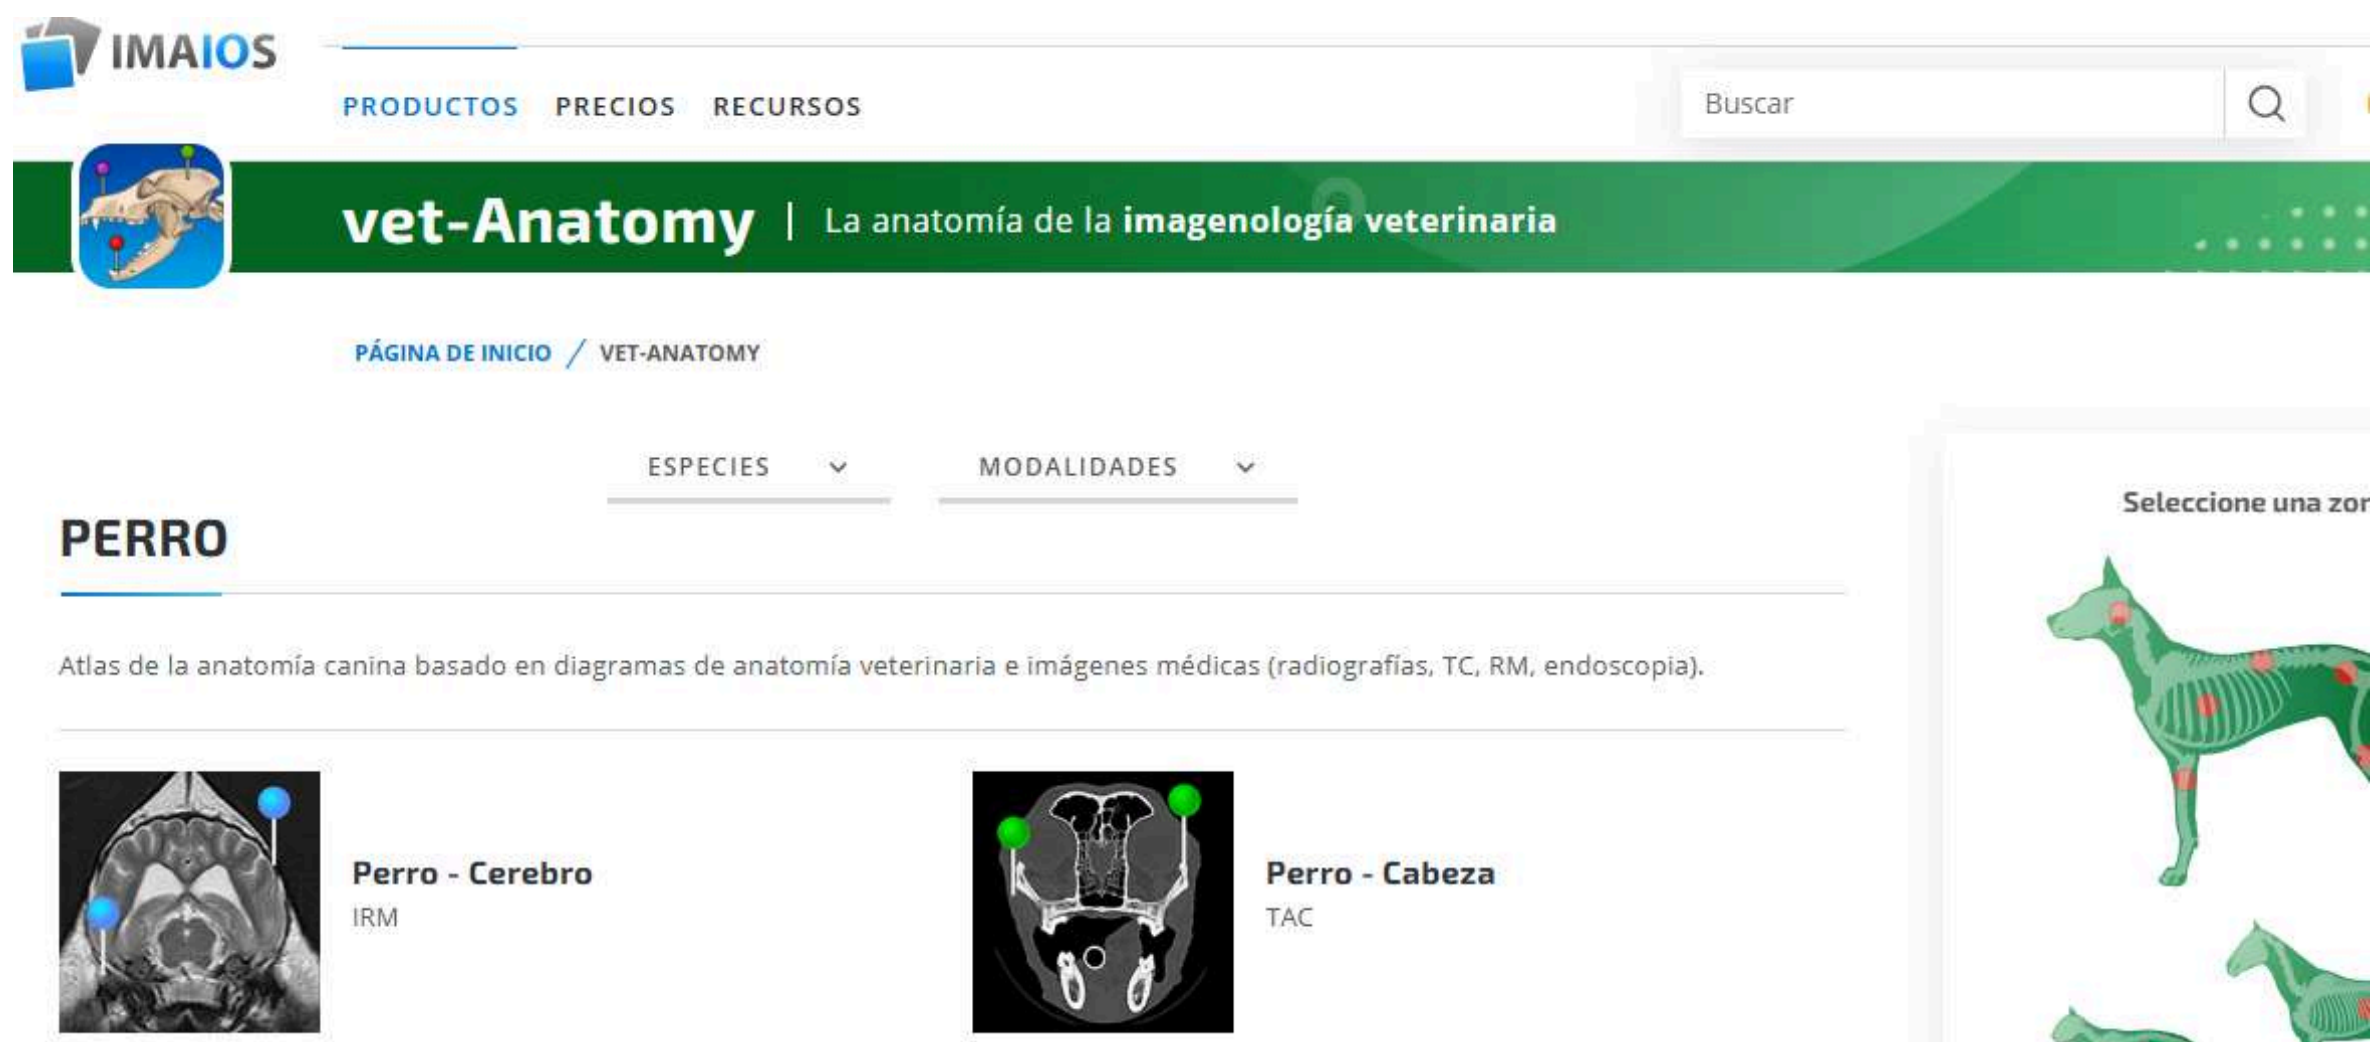 IMAIOS
PRODUCTOS PRECIOS RECURSOS
Buscar
vet-Anatomy | La anatomía de la imagenología veterinaria
PÁGINA DE INICIO / VET-ANATOMY
ESPECIES MODALIDADES
Seleccione una
PERRO
Atlas de la anatomía canina basado en diagramas de anatomía veterinaria e imágenes médicas (radiografías, TC, RM, endoscopia).
Perro - Cerebro
IRM
Perro - Cabeza
TAC